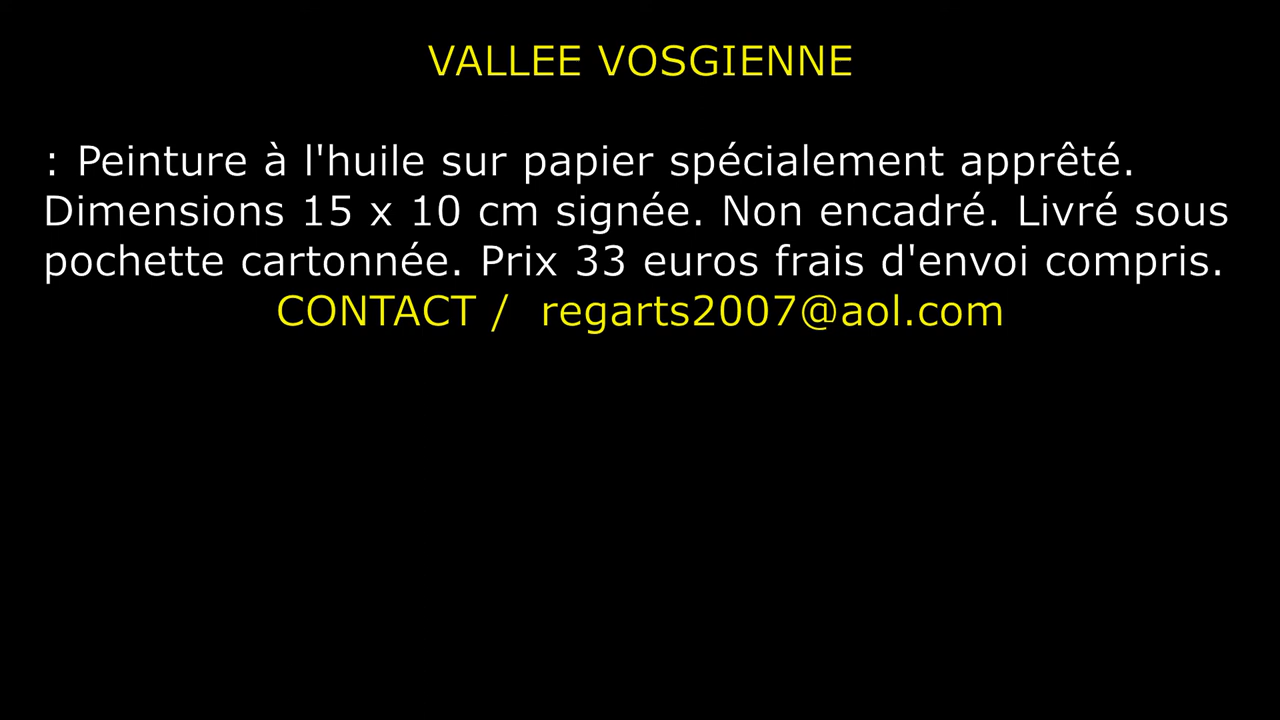 VALLEE VOSGIENNE
: Peinture à l'huile sur papier spécialement apprêté.
Dimensions 15 x 10 cm signée. Non encadré. Livré sous
pochette cartonnée. Prix 33 euros frais d'envoi compris.
CONTACT /  regarts2007@aol.com